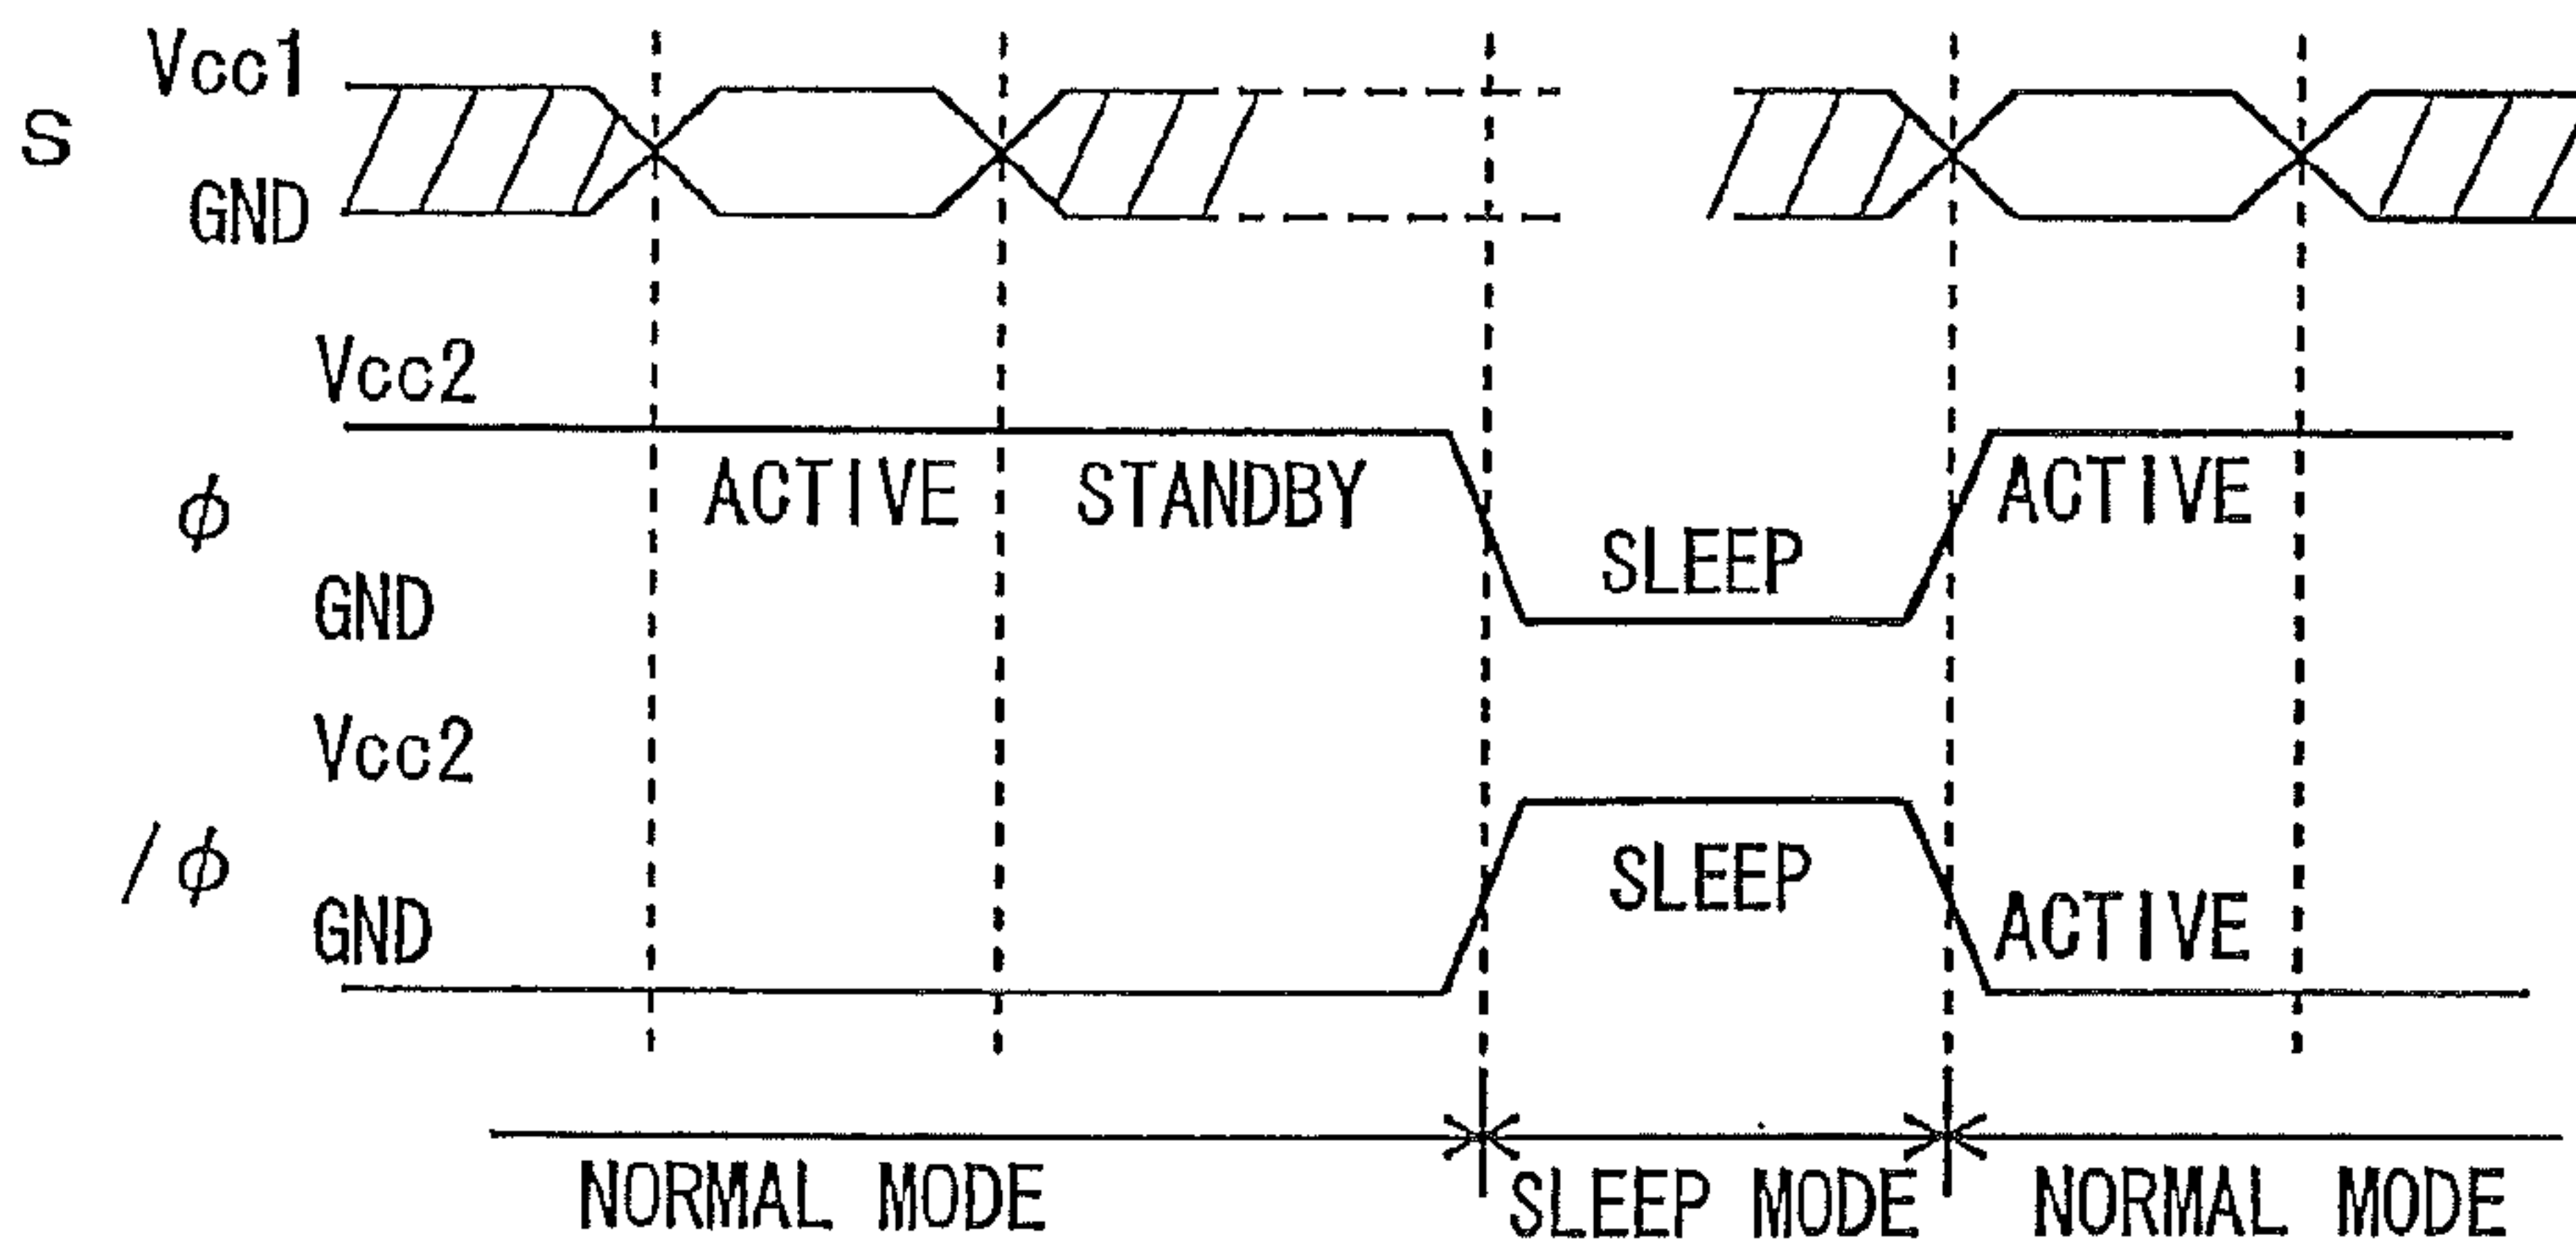 Vcc1
S
GND
Vcc2
ACTIVE STANDBY ACTIVE
φ
SLEEP
GND
Vcc2
SLEEP
/φ
GND
ACTIVE
NORMAL MODE SLEEP MODE NORMAL MODE